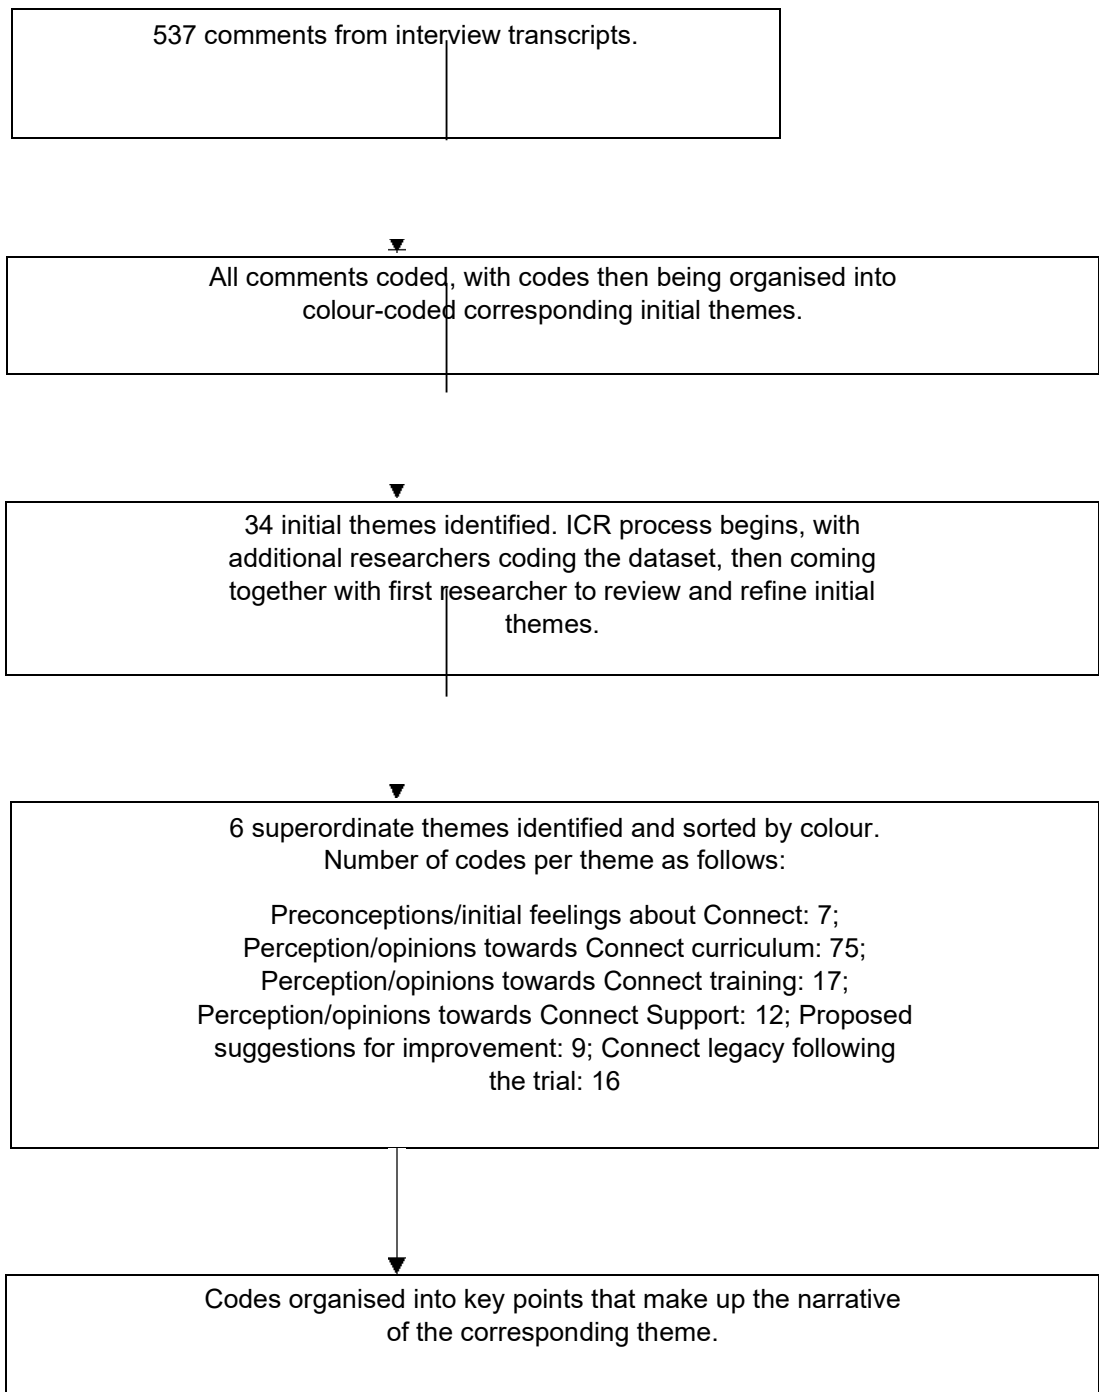 537 comments from interview transcripts.
All comments coded, with codes then being organised into
colour-coded corresponding initial themes.
34 initial themes identified. ICR process begins, with
additional researchers coding the dataset, then coming
together with first researcher to review and refine initial
themes.
6 superordinate themes identified and sorted by colour.
Number of codes per theme as follows:
Preconceptions/initial feelings about Connect: 7;
Perception/opinions towards Connect curriculum: 75;
Perception/opinions towards Connect training: 17;
Perception/opinions towards Connect Support: 12; Proposed
suggestions for improvement: 9; Connect legacy following
the trial: 16
Codes organised into key points that make up the narrative
of the corresponding theme.